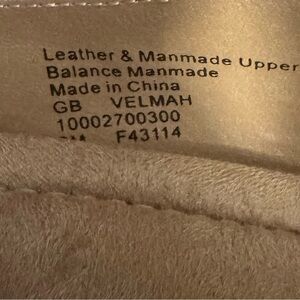 Leather & Manmade Upper
Balance Manmade
Made in China
GB VELMAH
10002700300
F43114